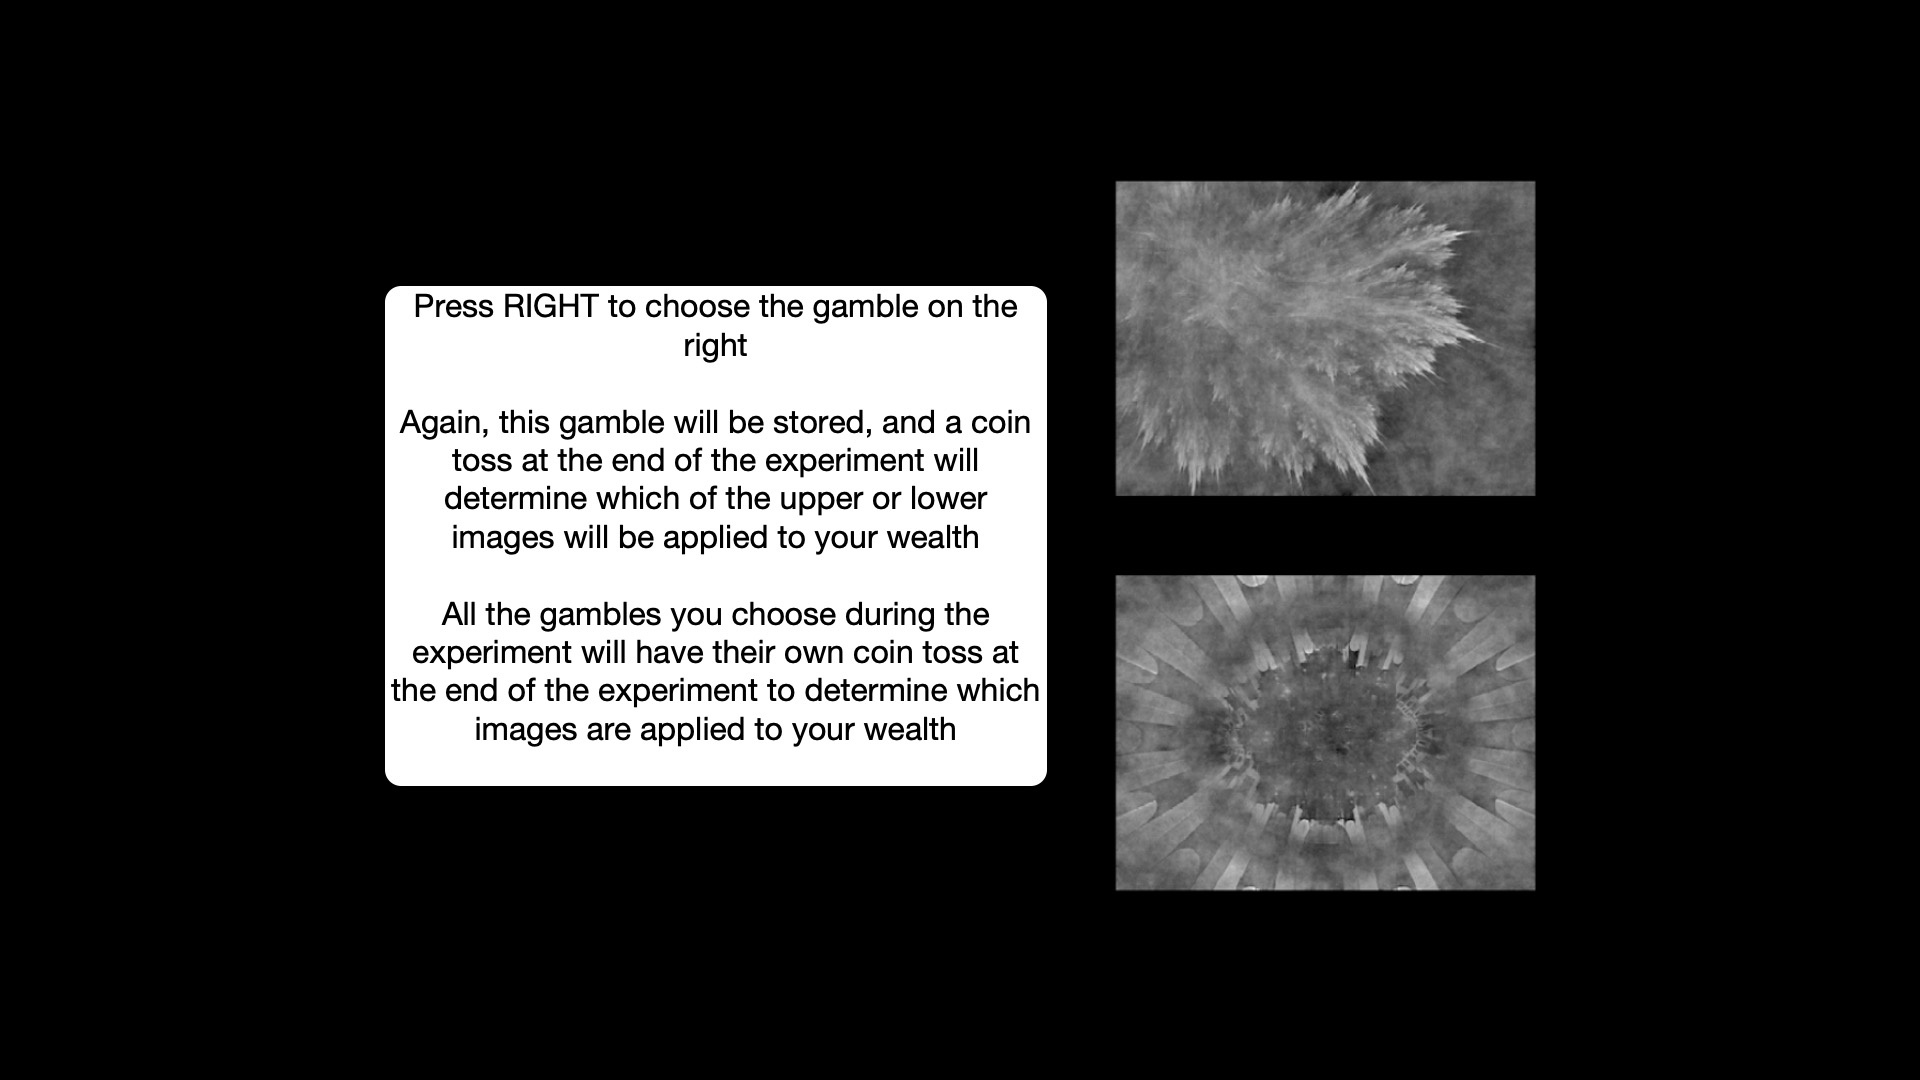 Press RIGHT to choose the gamble on the
right
Again, this gamble will be stored, and a coin
toss at the end of the experiment will
determine which of the upper or lower
images will be applied to your wealth
All the gambles you choose during the
experiment will have their own coin toss at
the end of the experiment to determine which
images are applied to your wealth